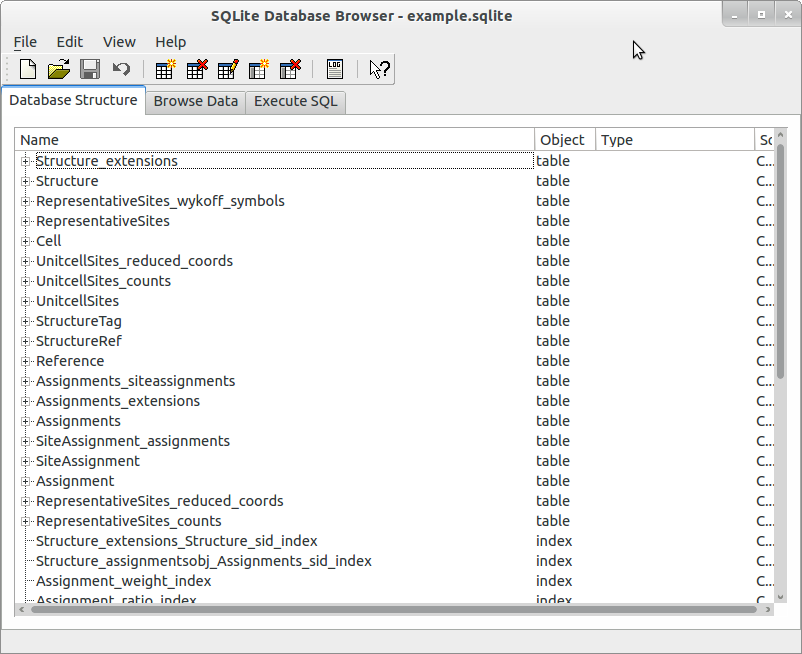 SQLite Database Browser - example.sqlite
File Edit View Help
LOG
Database Structure Browse Data Execute SQL
Name Object Type Sc
Structure_extensions table C...
Structure table C...
RepresentativeSites_wykoff_symbols table C...
RepresentativeSites table C...
Cell table C...
UnitcellSites_reduced_coords table C...
UnitcellSites_counts table C...
UnitcellSites table C...
StructureTag table C...
StructureRef table C...
Reference table C...
Assignments_siteassignments table C...
Assignments_extensions table C...
Assignments table C...
SiteAssignment_assignments table C...
SiteAssignment table C...
Assignment table C...
RepresentativeSites_reduced_coords table C...
RepresentativeSites_counts table C...
Structure_extensions_Structure_sid_index index C...
Structure_assignmentsobj_Assignments_sid_index index C...
Assignment_weight_index index C...
Assignment_ratio_index index C...